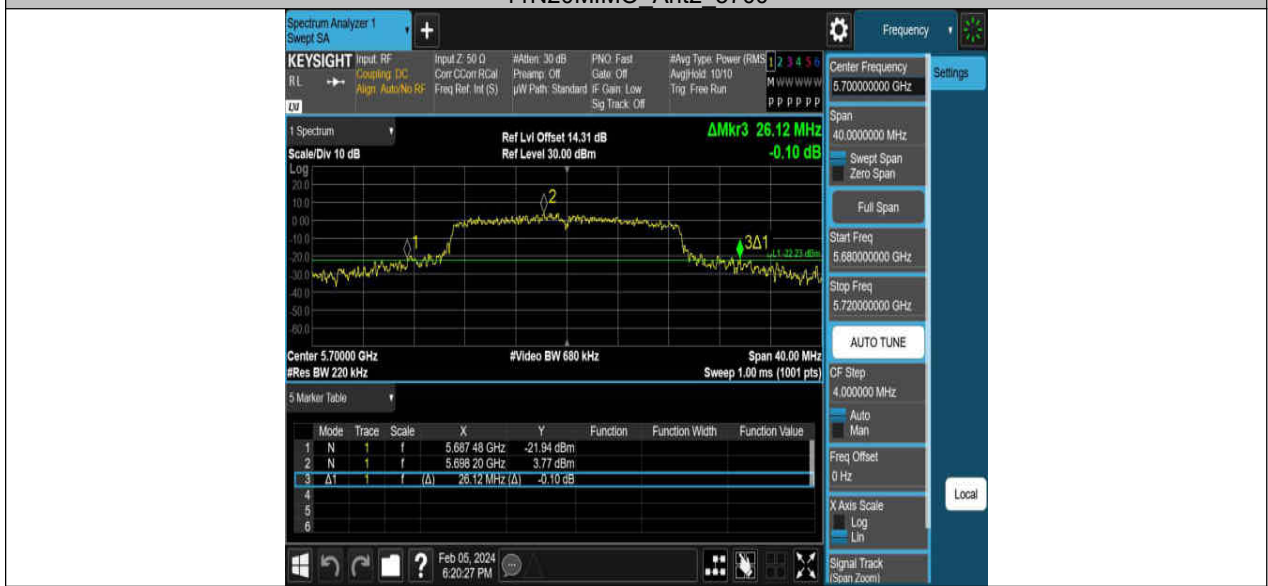 11N20MIMO_Ant2_5700
Spectrum Analyzer 1
Swept SA
Frequency
KEYSIGHT
RL
Input: RF
Coupling: DC
Align: Auto/No RF
Input Z: 50 Ω
Corr CCorr RCal
Freq Ref: Int (S)
#Atten: 30 dB
Preamp: Off
µW Path: Standard
PNO: Fast
Gate: Off
IF Gain: Low
Sig Track: Off
#Avg Type: Power (RMS
Avg|Hold: 10/10
Trig: Free Run
1 2 3 4 5 6
M W W W W W
P P P P P P
LXI
1 Spectrum
Scale/Div 10 dB
Log
Ref Lvl Offset 14.31 dB
Ref Level 30.00 dBm
ΔMkr3 26.12 MHz
-0.10 dB
20.0
10.0
0.00
-10.0
-20.0
-30.0
-40.0
-50.0
-60.0
1
2
3Δ1
L1 -22.23 dBm
Center 5.70000 GHz
#Video BW 680 kHz
Span 40.00 MHz
#Res BW 220 kHz
Sweep 1.00 ms (1001 pts)
5 Marker Table
Mode Trace Scale X Y Function Function Width Function Value
1 N 1 f 5.687 48 GHz -21.94 dBm
2 N 1 f 5.698 20 GHz 3.77 dBm
3 Δ1 1 f (Δ) 26.12 MHz (Δ) -0.10 dB
4
5
6
Feb 05, 2024
6:20:27 PM
Center Frequency
5.700000000 GHz
Settings
Span
40.0000000 MHz
Swept Span
Zero Span
Full Span
Start Freq
5.680000000 GHz
Stop Freq
5.720000000 GHz
AUTO TUNE
CF Step
4.000000 MHz
Auto
Man
Freq Offset
0 Hz
X Axis Scale
Log
Lin
Local
Signal Track
(Span Zoom)